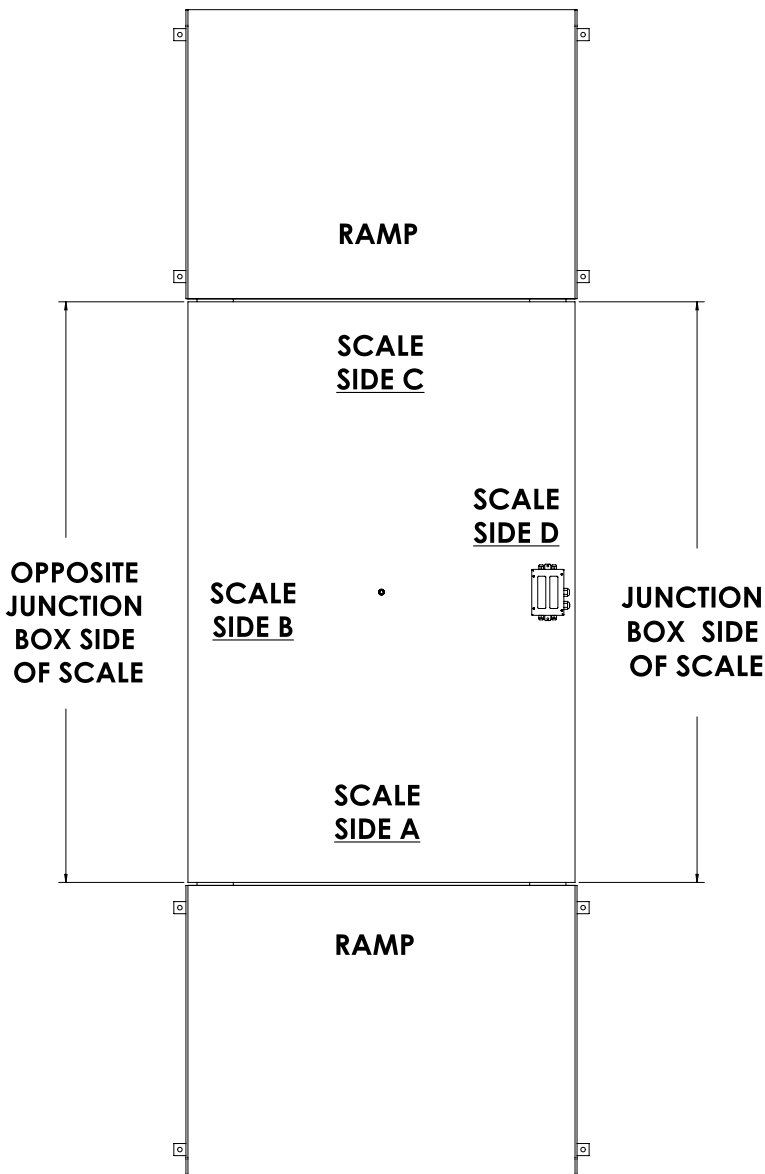 RAMP
SCALE
SIDE C
SCALE
SIDE D
OPPOSITE
JUNCTION
BOX SIDE
OF SCALE
SCALE
SIDE B
JUNCTION
BOX SIDE
OF SCALE
SCALE
SIDE A
RAMP